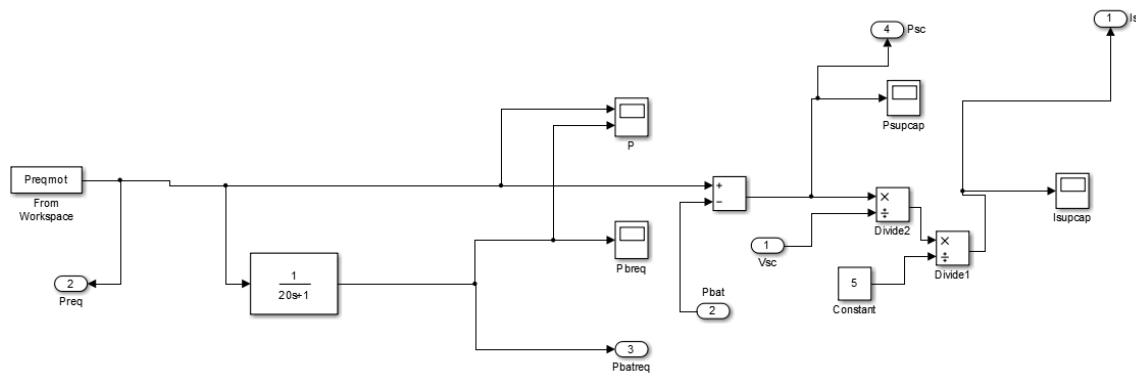 4
Psc
1
Is
Psupcap
P
Preqmot
From
Workspace
+
−
×
÷
Divide2
1
Vsc
×
÷
Divide1
Isupcap
2
Preq
1
20s+1
Pbreq
Pbat
2
5
Constant
3
Pbatreq